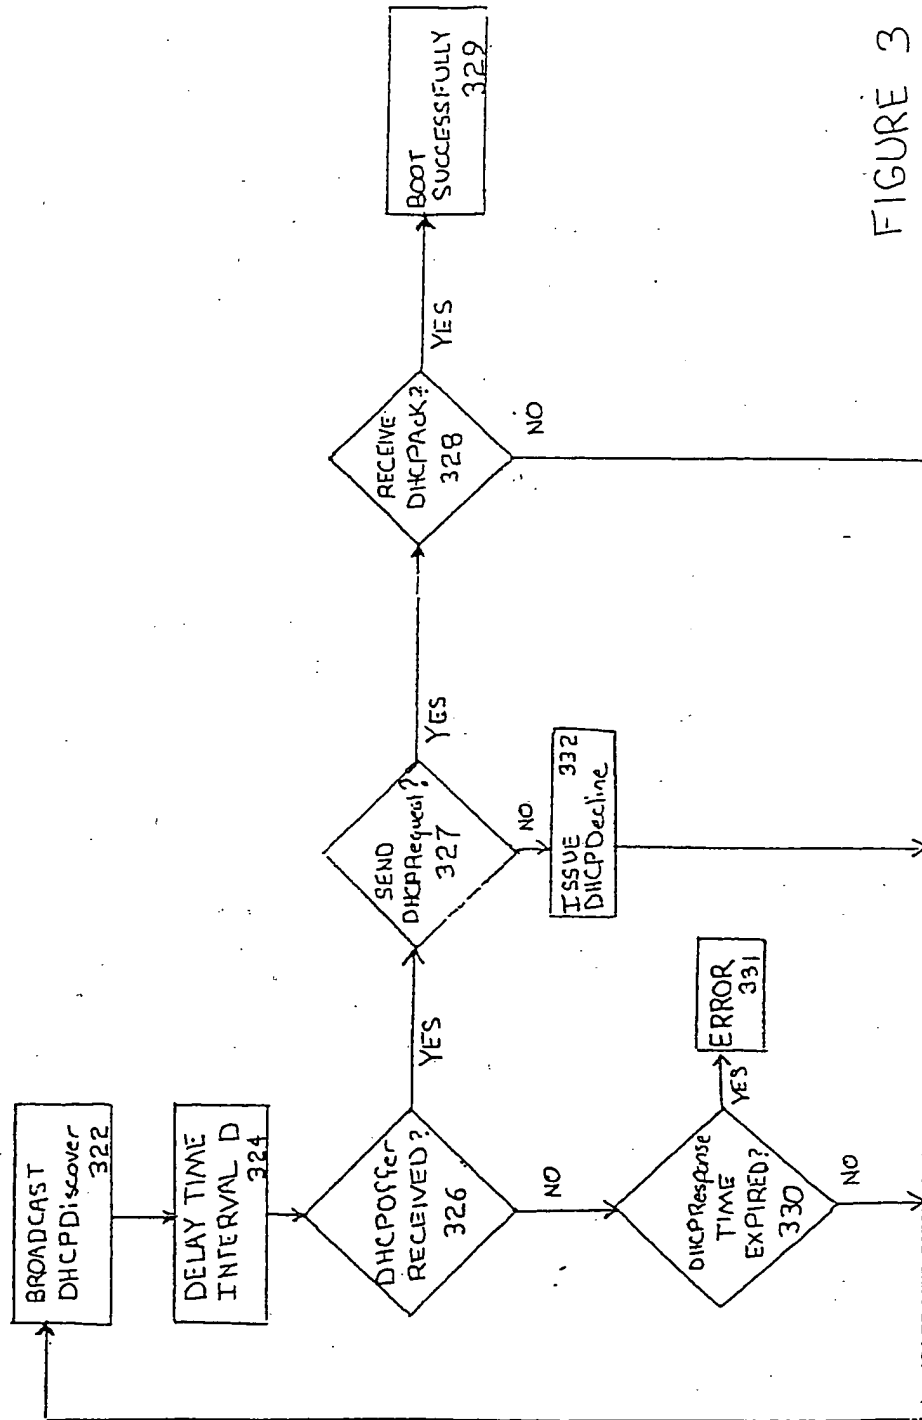 BROADCAST
DHCPDiscover
322
DELAY TIME
INTERVAL D
324
DHCPOffer
RECEIVED?
326
YES
NO
SEND
DHCPRequest?
327
YES
NO
RECEIVE
DHCPAck?
328
YES
NO
BOOT
SUCCESSFULLY
329
DHCPResponse
TIME
EXPIRED?
330
YES
NO
ERROR
331
ISSUE 332
DHCPDecline
FIGURE 3